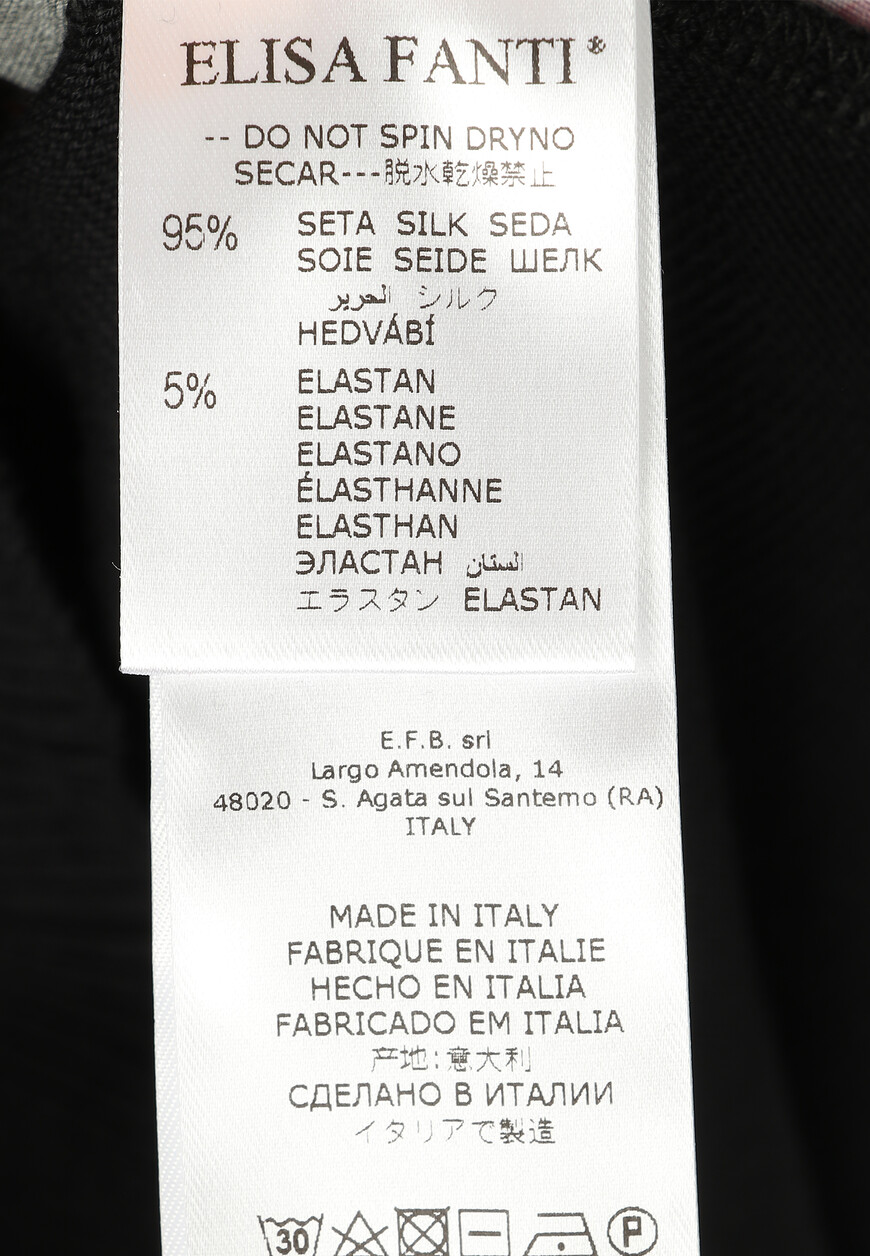 ELISA FANTI®
-- DO NOT SPIN DRYNO
SECAR---脱水乾燥禁止
95% SETA SILK SEDA
SOIE SEIDE ШЕЛК
الحرير シルク
HEDVÁBÍ
5% ELASTAN
ELASTANE
ELASTANO
ÉLASTHANNE
ELASTHAN
ЭЛАСТАН الستان
エラスタン ELASTAN
E.F.B. srl
Largo Amendola, 14
48020 - S. Agata sul Santerno (RA)
ITALY
MADE IN ITALY
FABRIQUE EN ITALIE
HECHO EN ITALIA
FABRICADO EM ITALIA
产地:意大利
СДЕЛАНО В ИТАЛИИ
イタリアで製造
30 P